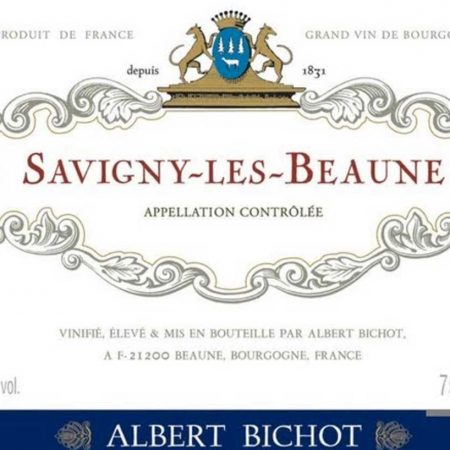 PRODUIT DE FRANCE GRAND VIN DE BOURGO
depuis 1831
SAVIGNY-LES-BEAUNE
APPELLATION CONTRÔLÉE
VINIFIÉ, ÉLEVÉ & MIS EN BOUTEILLE PAR ALBERT BICHOT,
A F-21200 BEAUNE, BOURGOGNE, FRANCE
vol. 7
ALBERT BICHOT